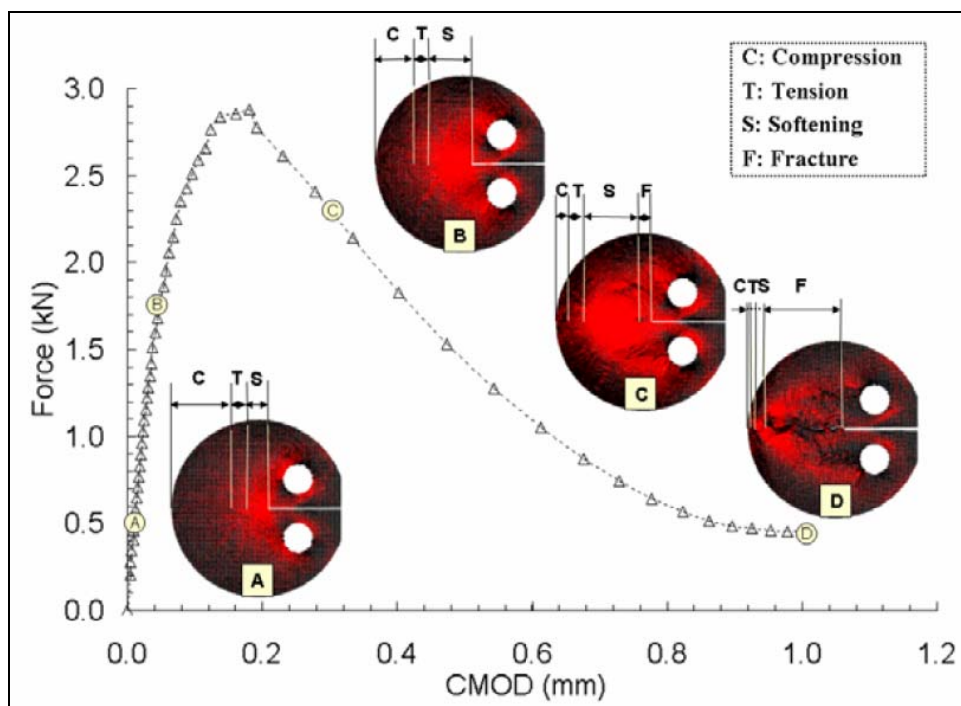 C T S
C: Compression
T: Tension
S: Softening
F: Fracture
B
C T S F
C
C T S F
D
C T S
A
Force (kN)
3.0
2.5
2.0
1.5
1.0
0.5
0.0
A
B
C
D
0.0 0.2 0.4 0.6 0.8 1.0 1.2
CMOD (mm)